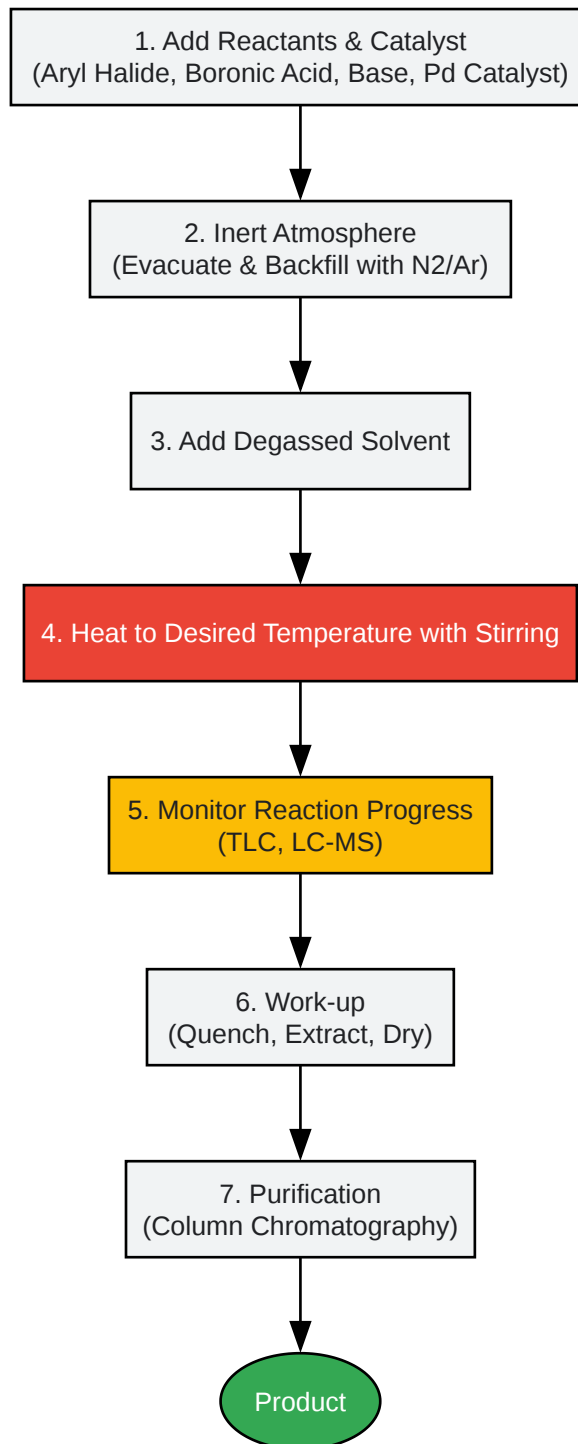 1. Add Reactants & Catalyst
(Aryl Halide, Boronic Acid, Base, Pd Catalyst)
2. Inert Atmosphere
(Evacuate & Backfill with N2/Ar)
3. Add Degassed Solvent
4. Heat to Desired Temperature with Stirring
5. Monitor Reaction Progress
(TLC, LC-MS)
6. Work-up
(Quench, Extract, Dry)
7. Purification
(Column Chromatography)
Product